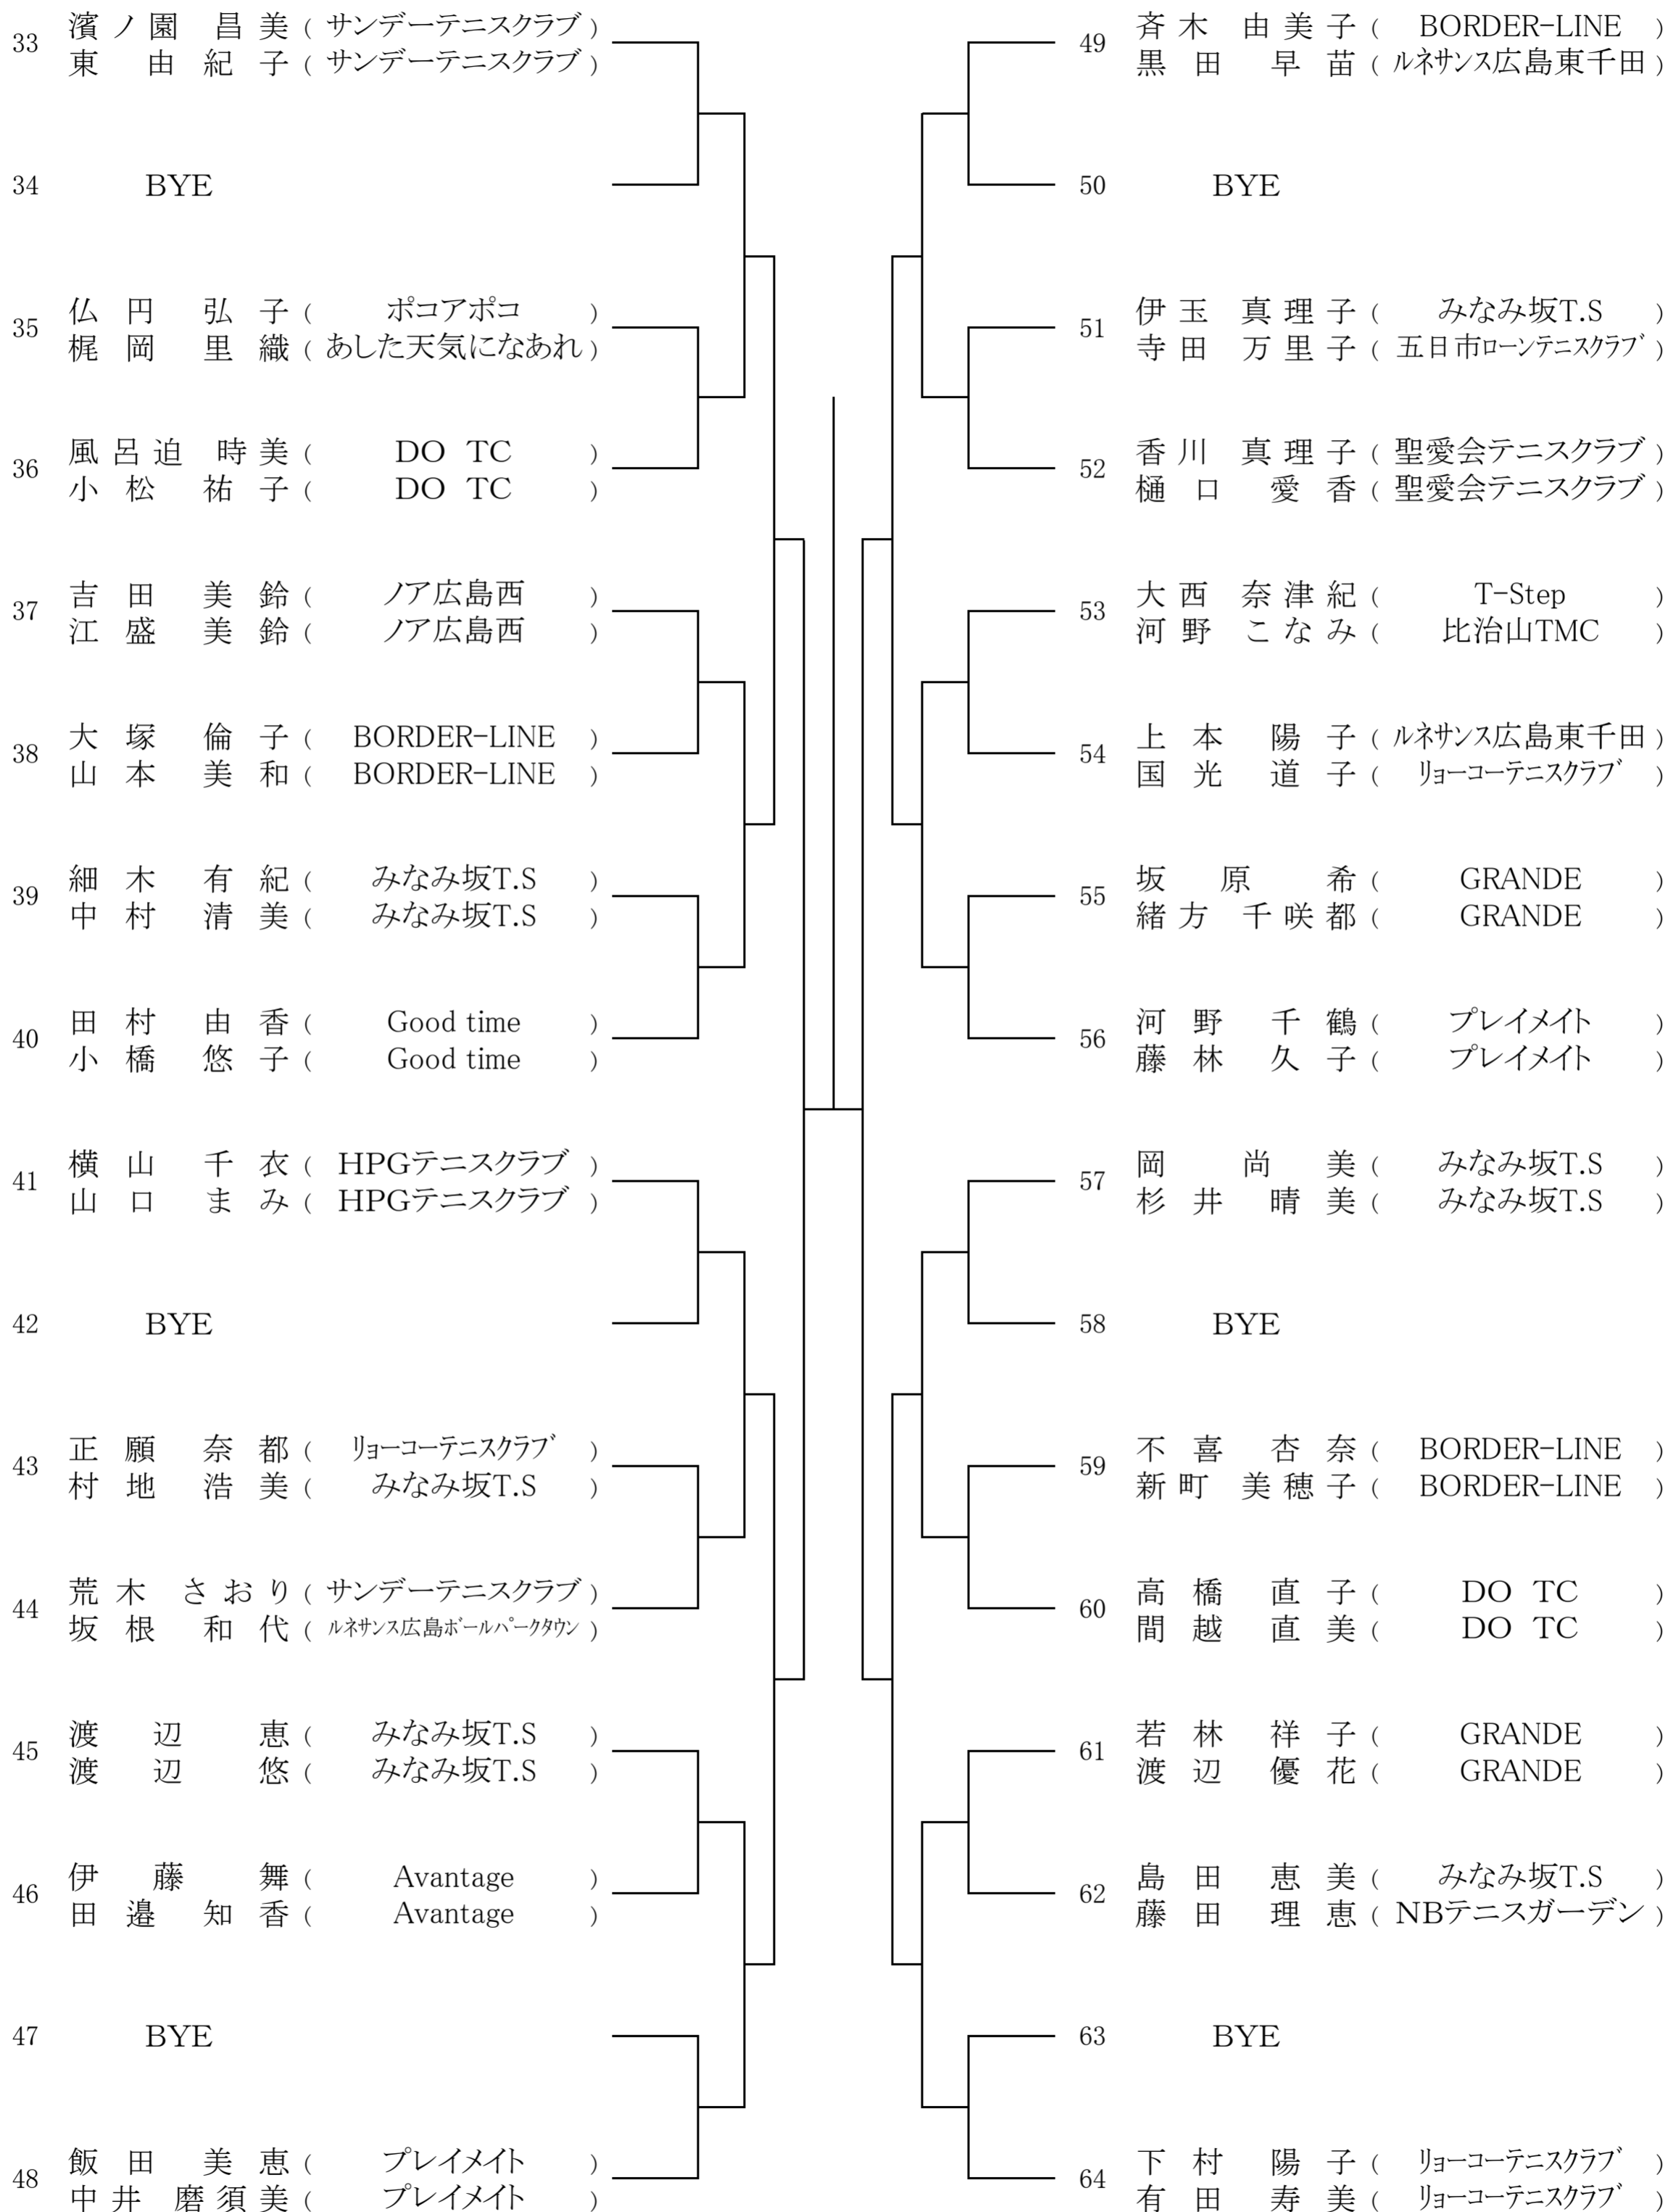 33 濱ノ園 昌美 ( サンデーテニスクラブ )
東 由紀子 ( サンデーテニスクラブ )
34 BYE
35 仏円 弘子 ( ポコアポコ )
梶岡 里織 ( あした天気になあれ )
36 風呂迫 時美 ( DO TC )
小松 祐子 ( DO TC )
37 吉田 美鈴 ( ノア広島西 )
江盛 美鈴 ( ノア広島西 )
38 大塚 倫子 ( BORDER-LINE )
山本 美和 ( BORDER-LINE )
39 細木 有紀 ( みなみ坂T.S )
中村 清美 ( みなみ坂T.S )
40 田村 由香 ( Good time )
小橋 悠子 ( Good time )
41 横山 千衣 ( HPGテニスクラブ )
山口 まみ ( HPGテニスクラブ )
42 BYE
43 正願 奈都 ( リョーコーテニスクラブ )
村地 浩美 ( みなみ坂T.S )
44 荒木 さおり ( サンデーテニスクラブ )
坂根 和代 ( ルネサンス広島ボールパークタウン )
45 渡辺 恵 ( みなみ坂T.S )
渡辺 悠 ( みなみ坂T.S )
46 伊藤 舞 ( Avantage )
田邉 知香 ( Avantage )
47 BYE
48 飯田 美恵 ( プレイメイト )
中井 磨須美 ( プレイメイト )
49 斉木 由美子 ( BORDER-LINE )
黒田 早苗 ( ルネサンス広島東千田 )
50 BYE
51 伊玉 真理子 ( みなみ坂T.S )
寺田 万里子 ( 五日市ローンテニスクラブ )
52 香川 真理子 ( 聖愛会テニスクラブ )
樋口 愛香 ( 聖愛会テニスクラブ )
53 大西 奈津紀 ( T-Step )
河野 こなみ ( 比治山TMC )
54 上本 陽子 ( ルネサンス広島東千田 )
国光 道子 ( リョーコーテニスクラブ )
55 坂原 希 ( GRANDE )
緒方 千咲都 ( GRANDE )
56 河野 千鶴 ( プレイメイト )
藤林 久子 ( プレイメイト )
57 岡 尚美 ( みなみ坂T.S )
杉井 晴美 ( みなみ坂T.S )
58 BYE
59 不喜 杏奈 ( BORDER-LINE )
新町 美穂子 ( BORDER-LINE )
60 高橋 直子 ( DO TC )
間越 直美 ( DO TC )
61 若林 祥子 ( GRANDE )
渡辺 優花 ( GRANDE )
62 島田 恵美 ( みなみ坂T.S )
藤田 理恵 ( NBテニスガーデン )
63 BYE
64 下村 陽子 ( リョーコーテニスクラブ )
有田 寿美 ( リョーコーテニスクラブ )